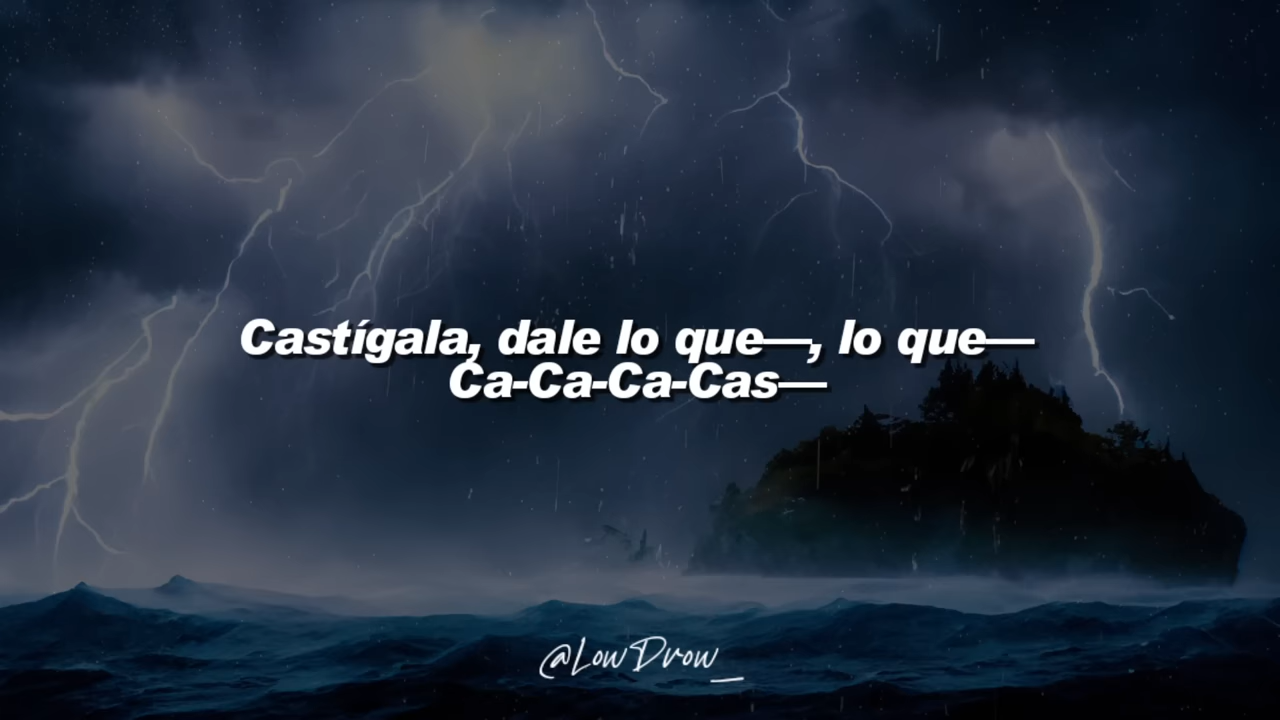 Castígala, dale lo que—, lo que—
Ca-Ca-Ca-Cas—
@LowDrow_